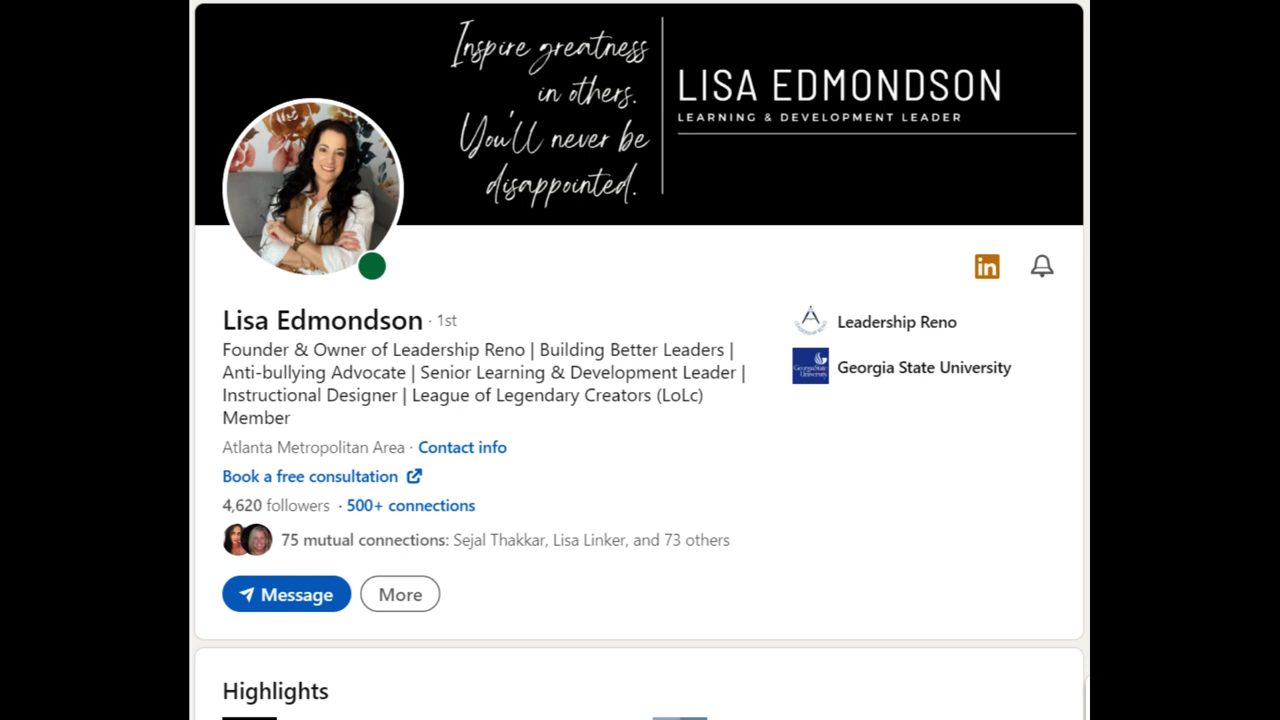 Inspire greatness
in others.
You'll never be
disappointed.
LISA EDMONDSON
LEARNING & DEVELOPMENT LEADER
in
Lisa Edmondson · 1st
Founder & Owner of Leadership Reno | Building Better Leaders |
Anti-bullying Advocate | Senior Learning & Development Leader |
Instructional Designer | League of Legendary Creators (LoLc)
Member
Atlanta Metropolitan Area · Contact info
Book a free consultation
4,620 followers · 500+ connections
75 mutual connections: Sejal Thakkar, Lisa Linker, and 73 others
Message
More
Leadership Reno
Georgia State University
Highlights